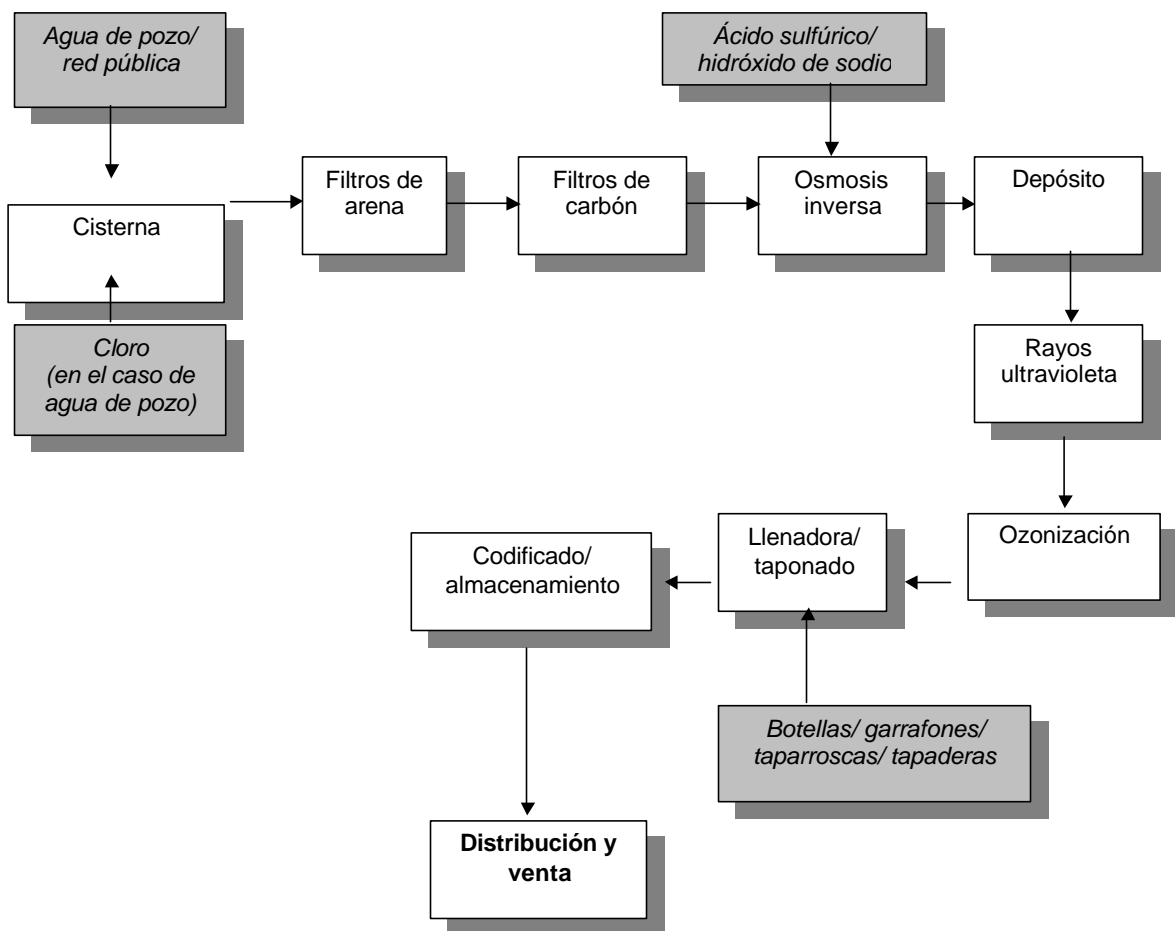 Agua de pozo/
red pública
Ácido sulfúrico/
hidróxido de sodio
Cisterna
Filtros de
arena
Filtros de
carbón
Osmosis
inversa
Depósito
Cloro
(en el caso de
agua de pozo)
Rayos
ultravioleta
Ozonización
Llenadora/
taponado
Codificado/
almacenamiento
Botellas/ garrafones/
taparroscas/ tapaderas
Distribución y
venta